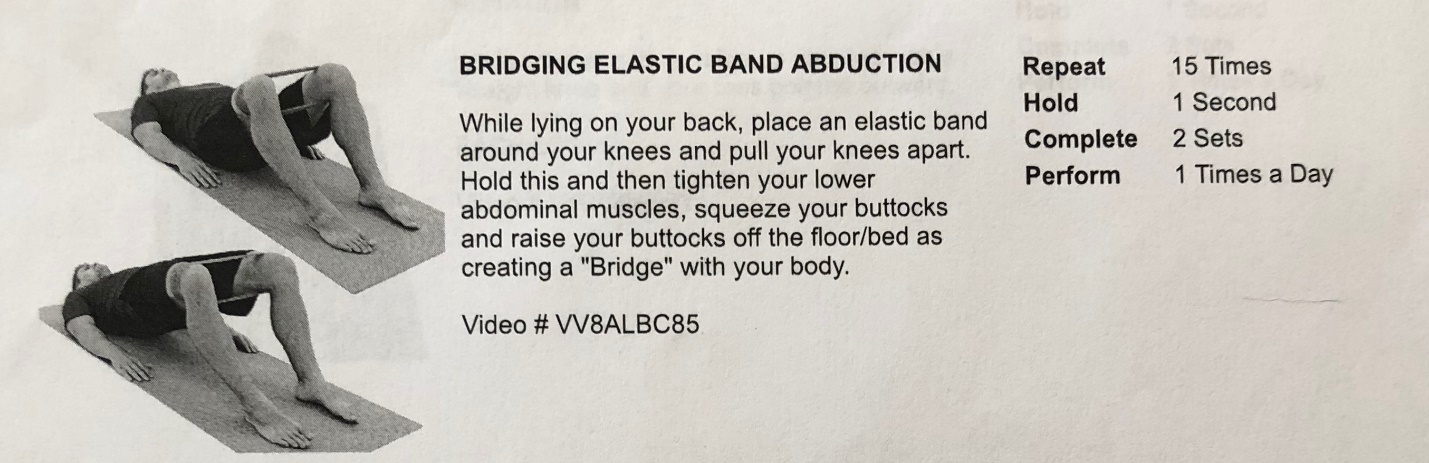 BRIDGING ELASTIC BAND ABDUCTION
While lying on your back, place an elastic band
around your knees and pull your knees apart.
Hold this and then tighten your lower
abdominal muscles, squeeze your buttocks
and raise your buttocks off the floor/bed as
creating a "Bridge" with your body.
Video # VV8ALBC85
Repeat 15 Times
Hold 1 Second
Complete 2 Sets
Perform 1 Times a Day